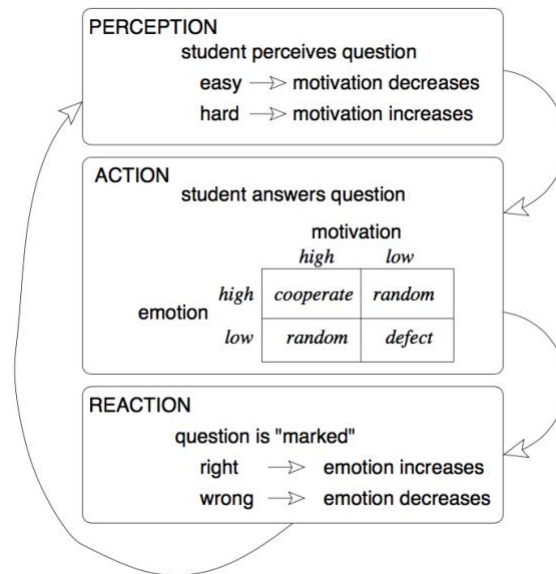 PERCEPTION
student perceives question
easy motivation decreases
hard motivation increases
ACTION
student answers question
motivation
high low
high cooperate random
emotion
low random defect
REACTION
question is "marked"
right emotion increases
wrong emotion decreases